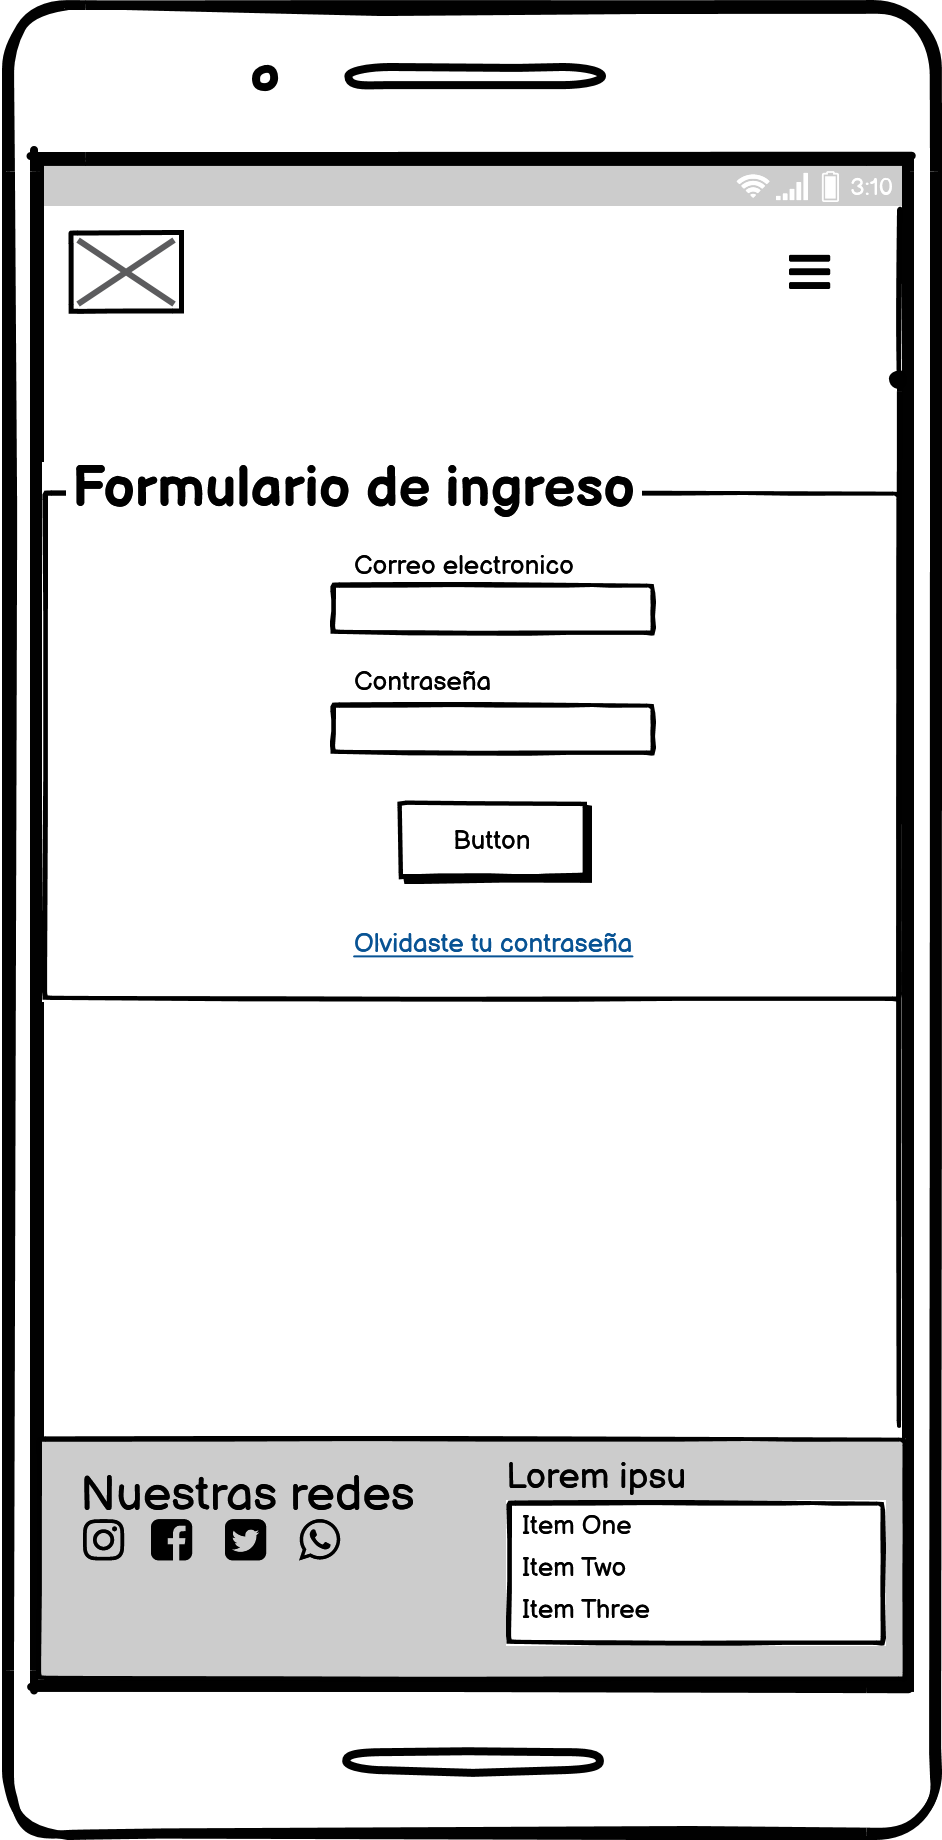 3:10
Formulario de ingreso
Correo electronico
Contraseña
Button
Olvidaste tu contraseña
Nuestras redes
Lorem ipsu
Item One
Item Two
Item Three